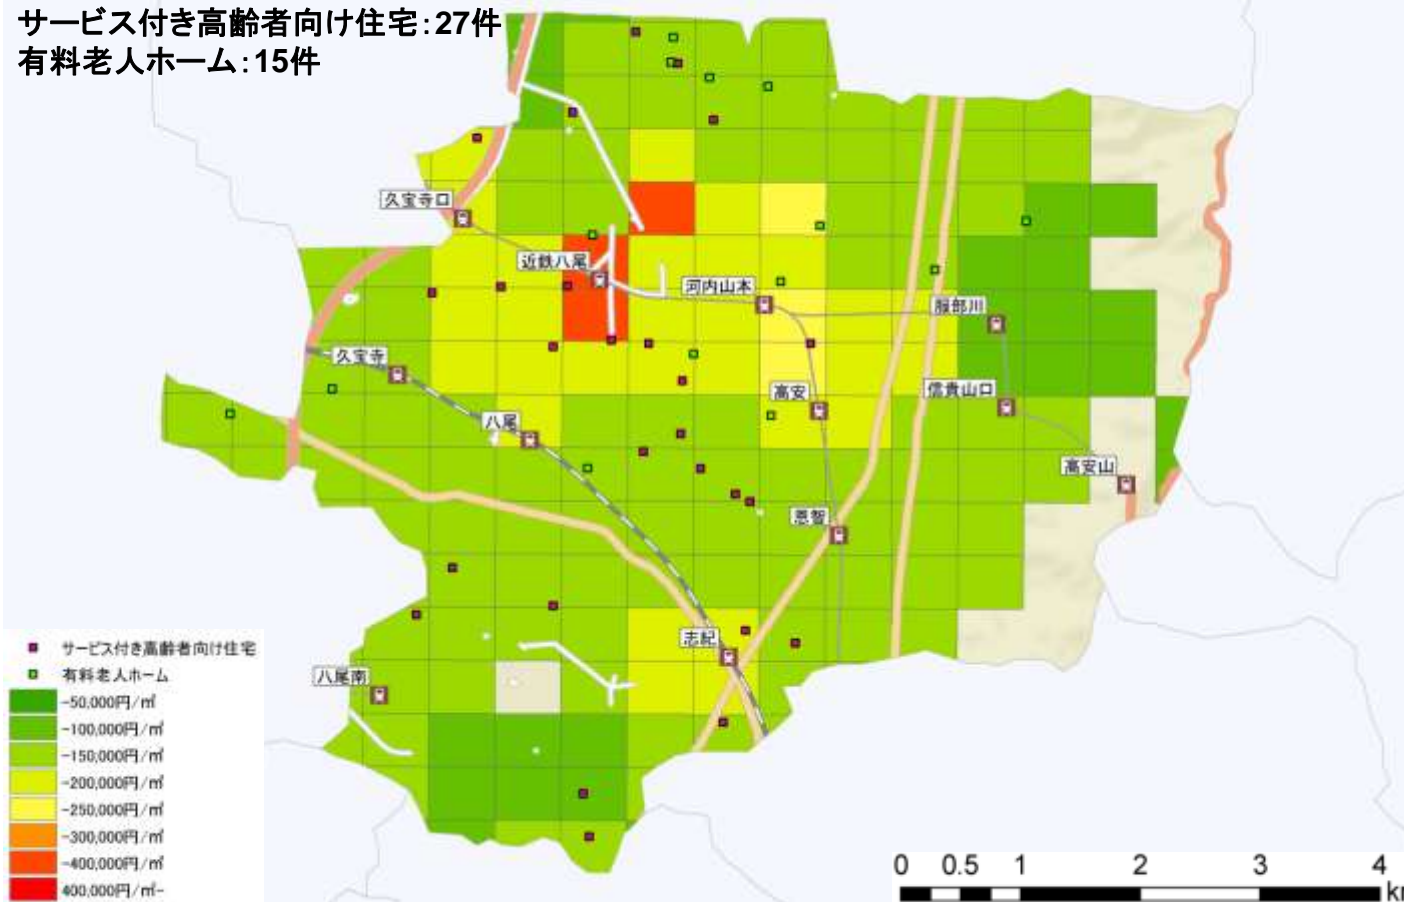 サービス付き高齢者向け住宅：27件
有料老人ホーム：15件
久宝寺口
近鉄八尾
河内山本
服部川
久宝寺
高安
信貴山口
八尾
高安山
恩智
志紀
八尾南
サービス付き高齢者向け住宅
有料老人ホーム
-50,000円/㎡
-100,000円/㎡
-150,000円/㎡
-200,000円/㎡
-250,000円/㎡
-300,000円/㎡
-400,000円/㎡
400,000円/㎡-
0 0.5 1 2 3 4
km